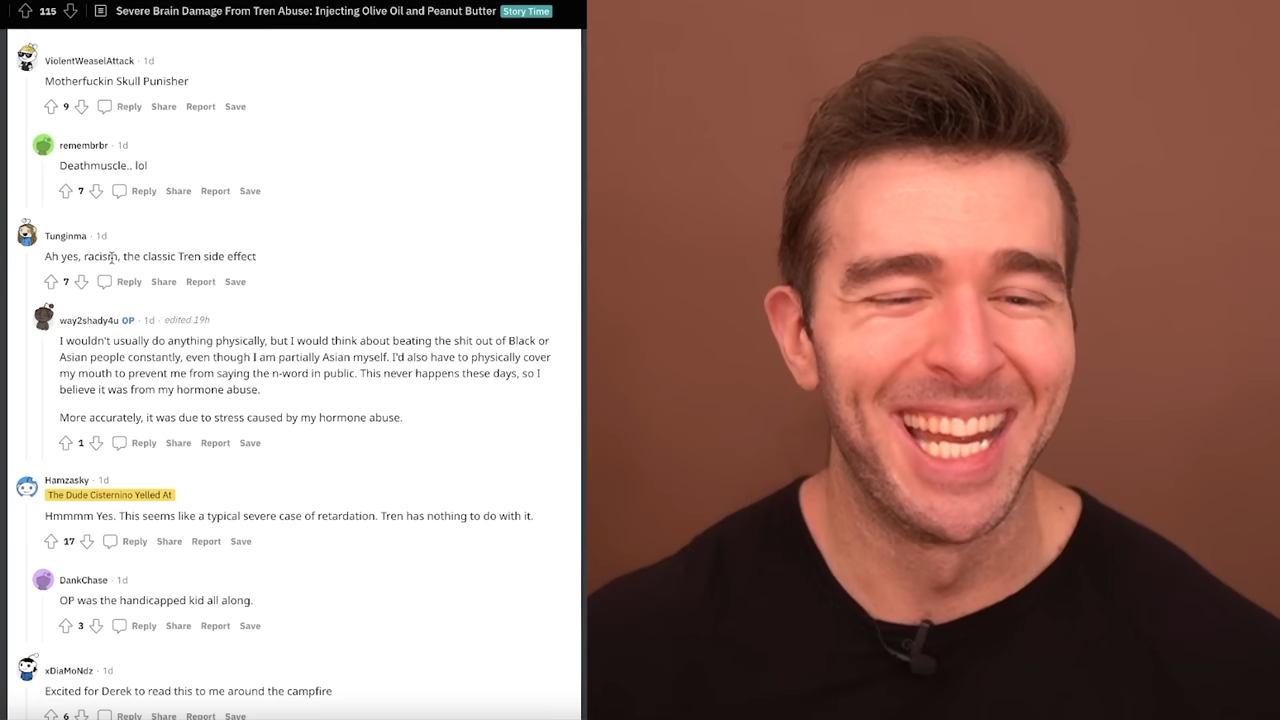 115 Severe Brain Damage From Tren Abuse: Injecting Olive Oil and Peanut Butter Story Time
ViolentWeaselAttack · 1d
Motherfuckin Skull Punisher
9 Reply Share Report Save
remembrbr · 1d
Deathmuscle.. lol
7 Reply Share Report Save
Tunginma · 1d
Ah yes, racism, the classic Tren side effect
7 Reply Share Report Save
way2shady4u OP · 1d · edited 19h
I wouldn't usually do anything physically, but I would think about beating the shit out of Black or
Asian people constantly, even though I am partially Asian myself. I'd also have to physically cover
my mouth to prevent me from saying the n-word in public. This never happens these days, so I
believe it was from my hormone abuse.
More accurately, it was due to stress caused by my hormone abuse.
1 Reply Share Report Save
Hamzasky · 1d
The Dude Cisternino Yelled At
Hmmmm Yes. This seems like a typical severe case of retardation. Tren has nothing to do with it.
17 Reply Share Report Save
DankChase · 1d
OP was the handicapped kid all along.
3 Reply Share Report Save
xDiaMoNdz · 1d
Excited for Derek to read this to me around the campfire
6 Reply Share Report Save